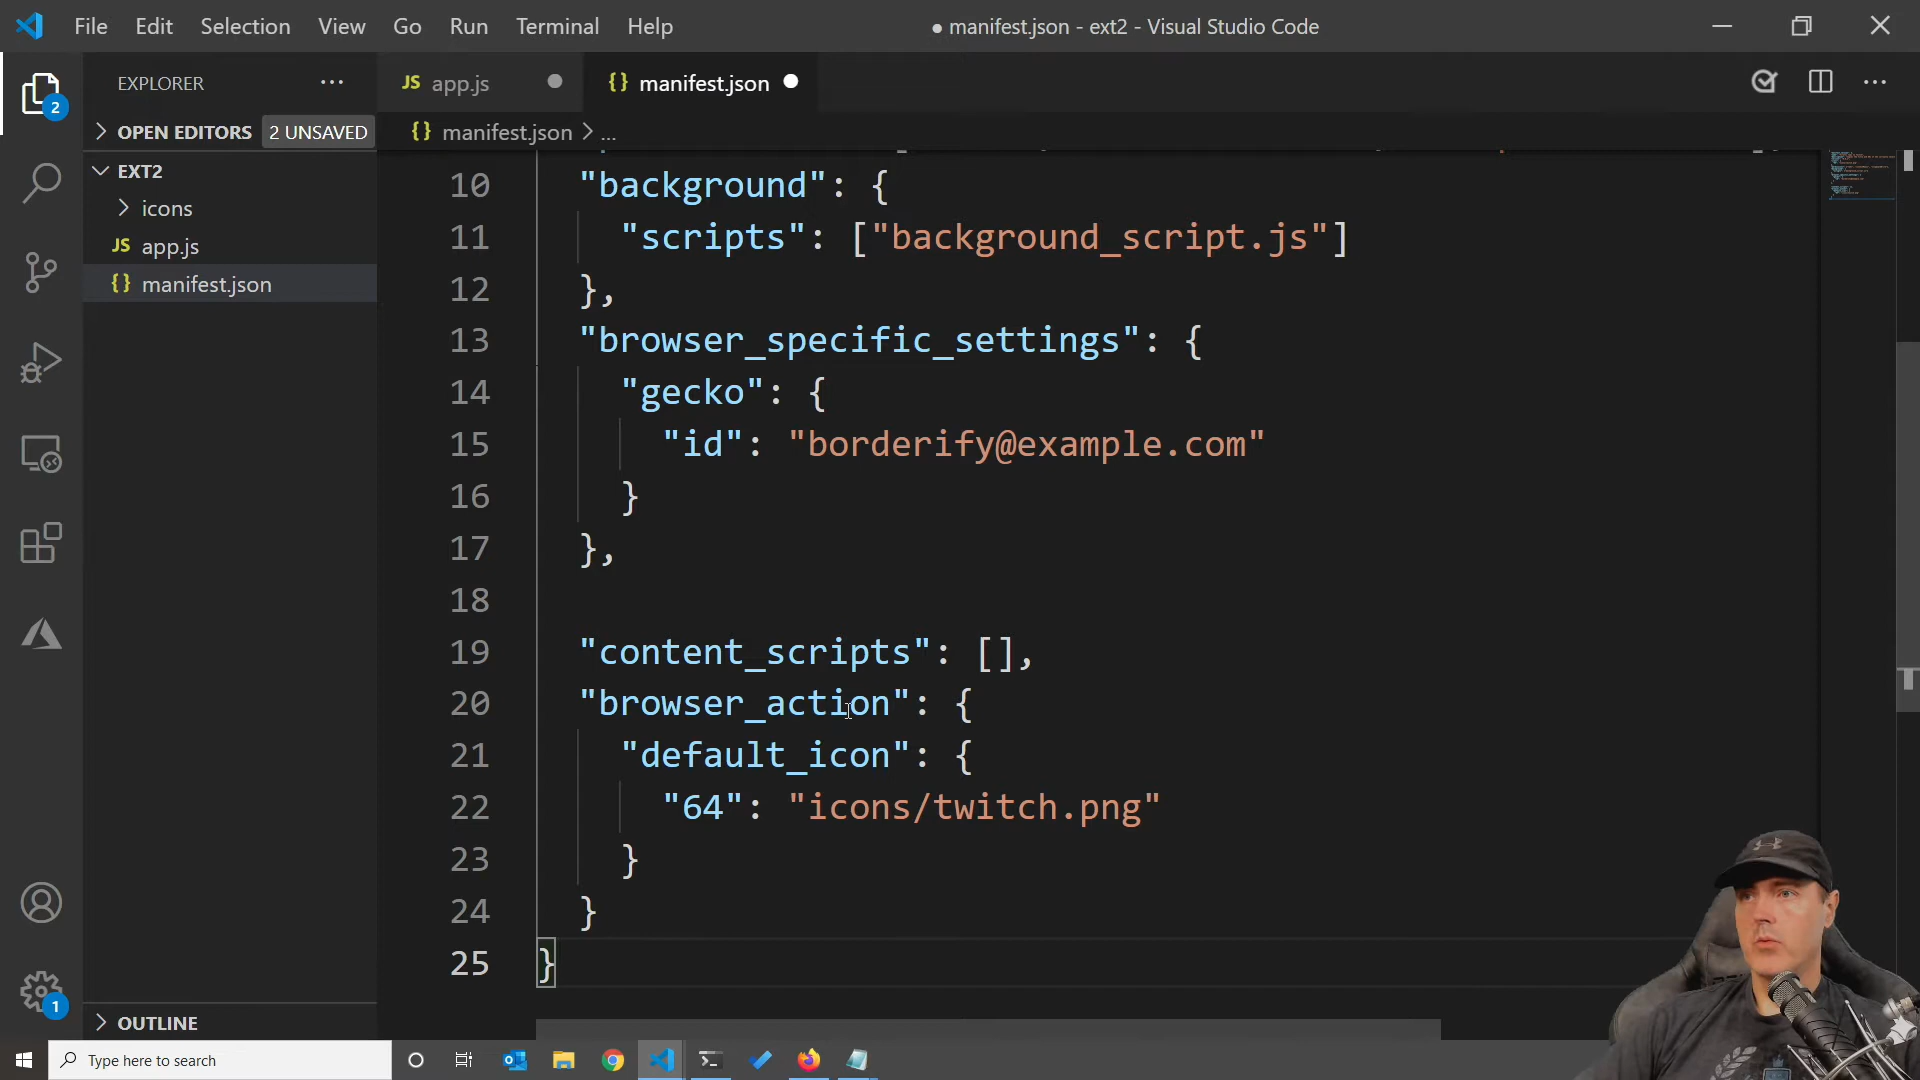 File Edit Selection View Go Run Terminal Help
● manifest.json - ext2 - Visual Studio Code
EXPLORER
OPEN EDITORS 2 UNSAVED
EXT2
icons
JS app.js
{} manifest.json
OUTLINE
2
1
JS app.js
{} manifest.json
{} manifest.json > ...
10 "background": {
11 "scripts": ["background_script.js"]
12 },
13 "browser_specific_settings": {
14 "gecko": {
15 "id": "borderify@example.com"
16 }
17 },
18
19 "content_scripts": [],
20 "browser_action": {
21 "default_icon": {
22 "64": "icons/twitch.png"
23 }
24 }
25 }
Type here to search